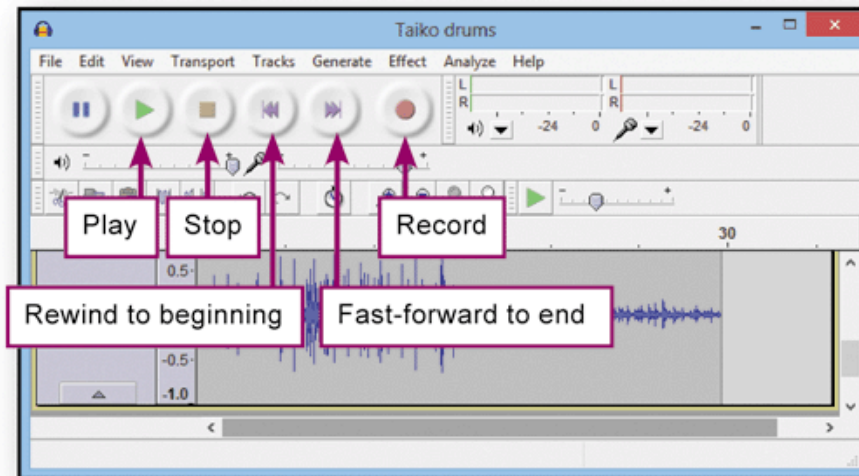 Taiko drums
File Edit View Transport Tracks Generate Effect Analyze Help
L
R
-24 0
L
R
-24 0
- +
- +
- +
Play
Stop
Record
30
0.5
Rewind to beginning
Fast-forward to end
-0.5
-1.0